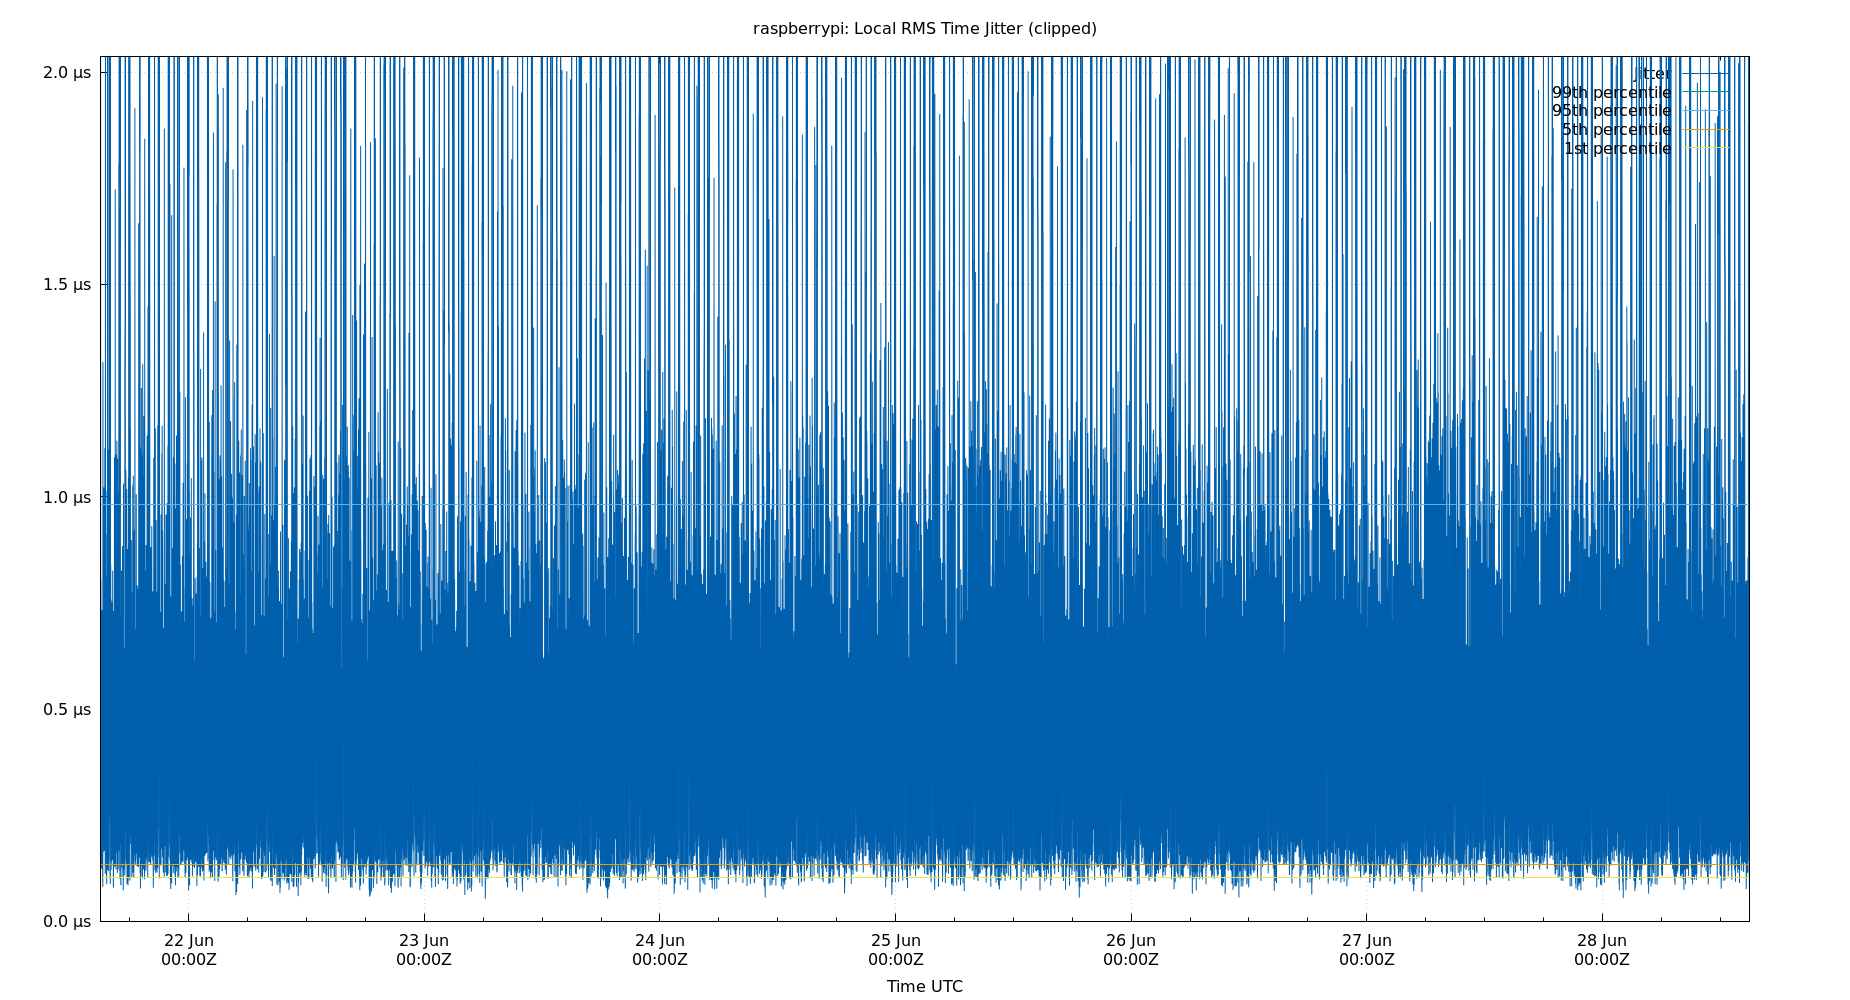 raspberrypi: Local RMS Time Jitter (clipped)
2.0 µs
1.5 µs
1.0 µs
0.5 µs
0.0 µs
jitter
99th percentile
95th percentile
5th percentile
1st percentile
22 Jun 23 Jun 24 Jun 25 Jun 26 Jun 27 Jun 28 Jun
00:00Z 00:00Z 00:00Z 00:00Z 00:00Z 00:00Z 00:00Z
Time UTC